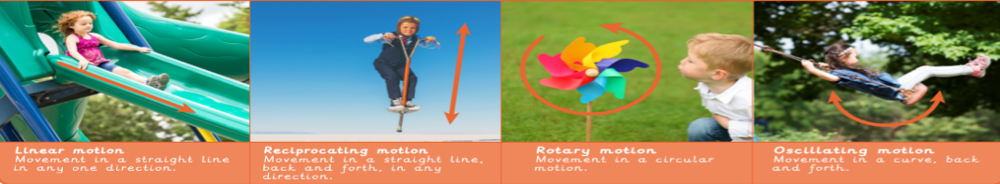 Linear motion
Movement in a straight line
in any one direction.
Reciprocating motion
Movement in a straight line,
back and forth, in any
direction.
Rotary motion
Movement in a circular
motion.
Oscillating motion
Movement in a curve, back
and forth.